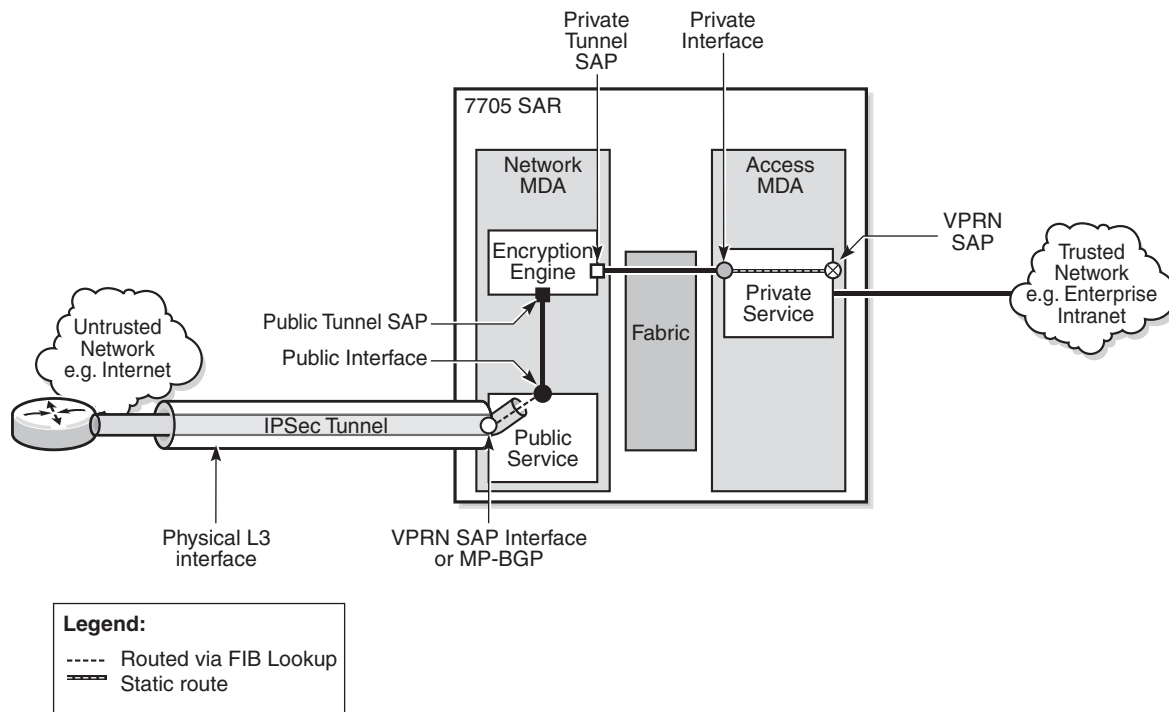 Private
Tunnel
SAP
Private
Interface
7705 SAR
Network
MDA
Access
MDA
VPRN
SAP
Encryption
Engine
Trusted
Network
e.g. Enterprise
Intranet
Private
Service
Public Tunnel SAP
Untrusted
Network
e.g. Internet
Fabric
Public Interface
IPSec Tunnel
Public
Service
Physical L3
interface
VPRN SAP Interface
or MP-BGP
Legend:
Routed via FIB Lookup
Static route